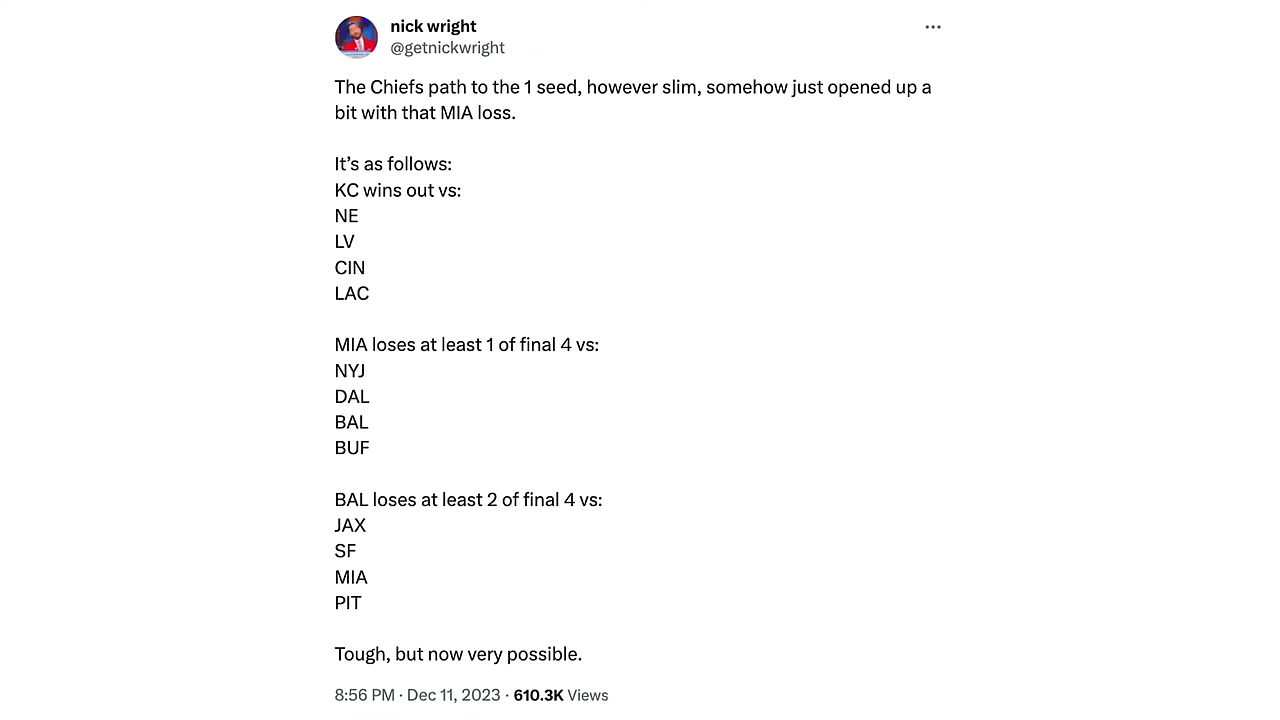 nick wright
@getnickwright
The Chiefs path to the 1 seed, however slim, somehow just opened up a
bit with that MIA loss.
It’s as follows:
KC wins out vs:
NE
LV
CIN
LAC
MIA loses at least 1 of final 4 vs:
NYJ
DAL
BAL
BUF
BAL loses at least 2 of final 4 vs:
JAX
SF
MIA
PIT
Tough, but now very possible.
8:56 PM · Dec 11, 2023 · 610.3K Views